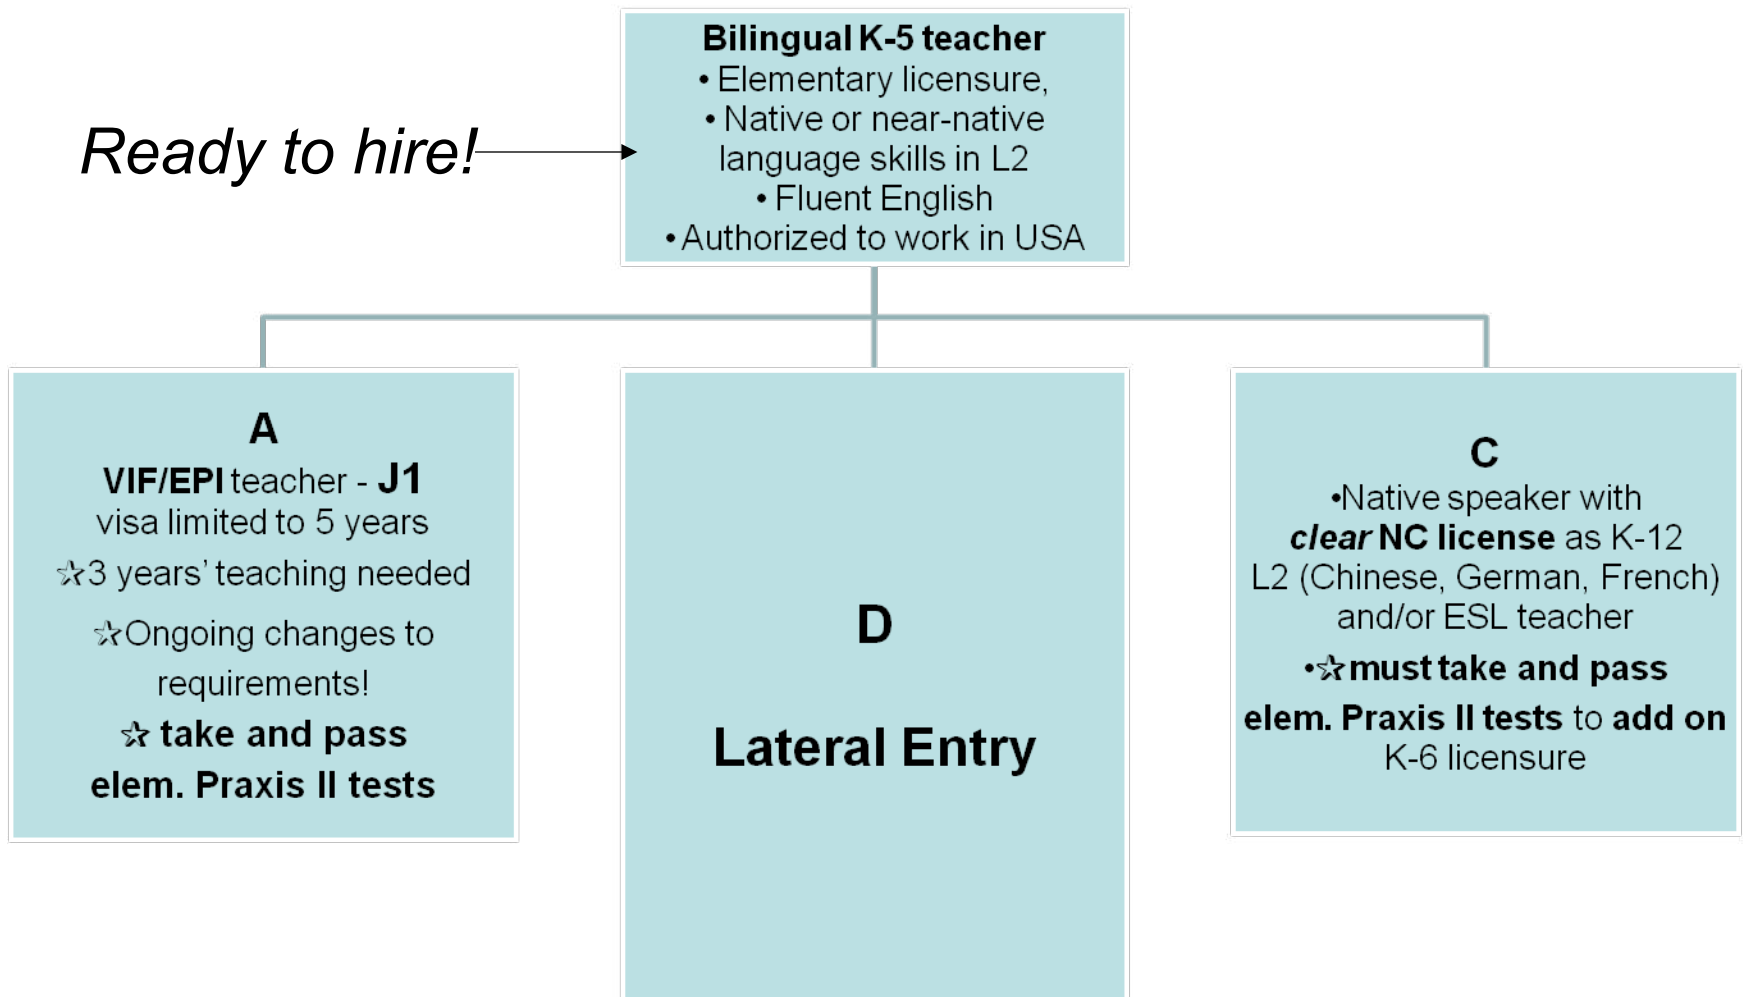 Bilingual K-5 teacher
• Elementary licensure,
• Native or near-native
language skills in L2
• Fluent English
• Authorized to work in USA
Ready to hire!
A
VIF/EPI teacher - J1
visa limited to 5 years
☆3 years’ teaching needed
☆Ongoing changes to
requirements!
☆ take and pass
elem. Praxis II tests
D
Lateral Entry
C
•Native speaker with
clear NC license as K-12
L2 (Chinese, German, French)
and/or ESL teacher
•☆must take and pass
elem. Praxis II tests to add on
K-6 licensure